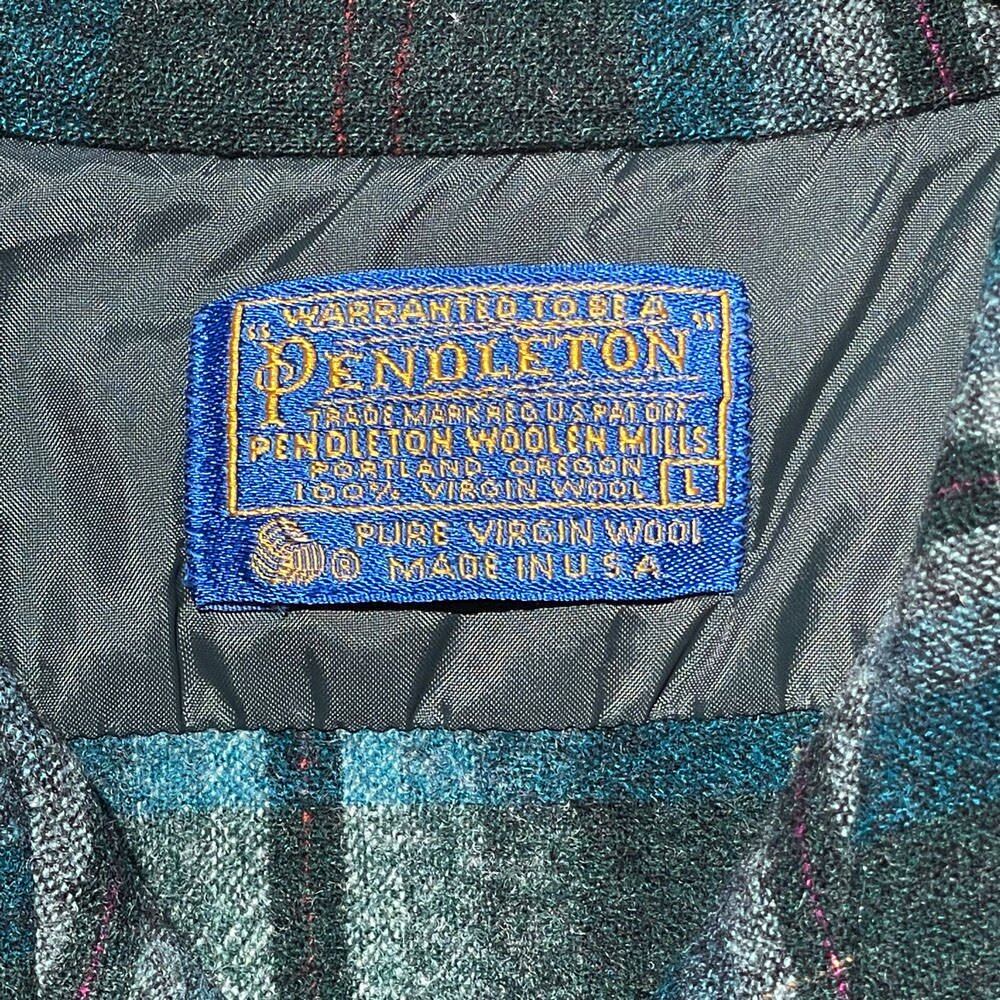 WARRANTED TO BE A
"PENDLETON"
TRADE MARK REG U.S. PAT. OFF.
PENDLETON WOOLEN MILLS
PORTLAND, OREGON
100% VIRGIN WOOL L
PURE VIRGIN WOOL
® MADE IN U S A